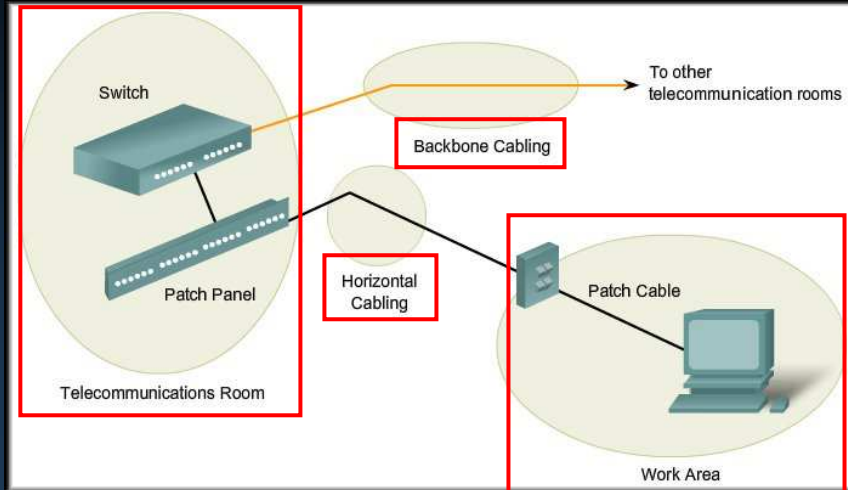 Switch
To other
telecommunication rooms
Backbone Cabling
Patch Panel
Horizontal
Cabling
Patch Cable
Telecommunications Room
Work Area